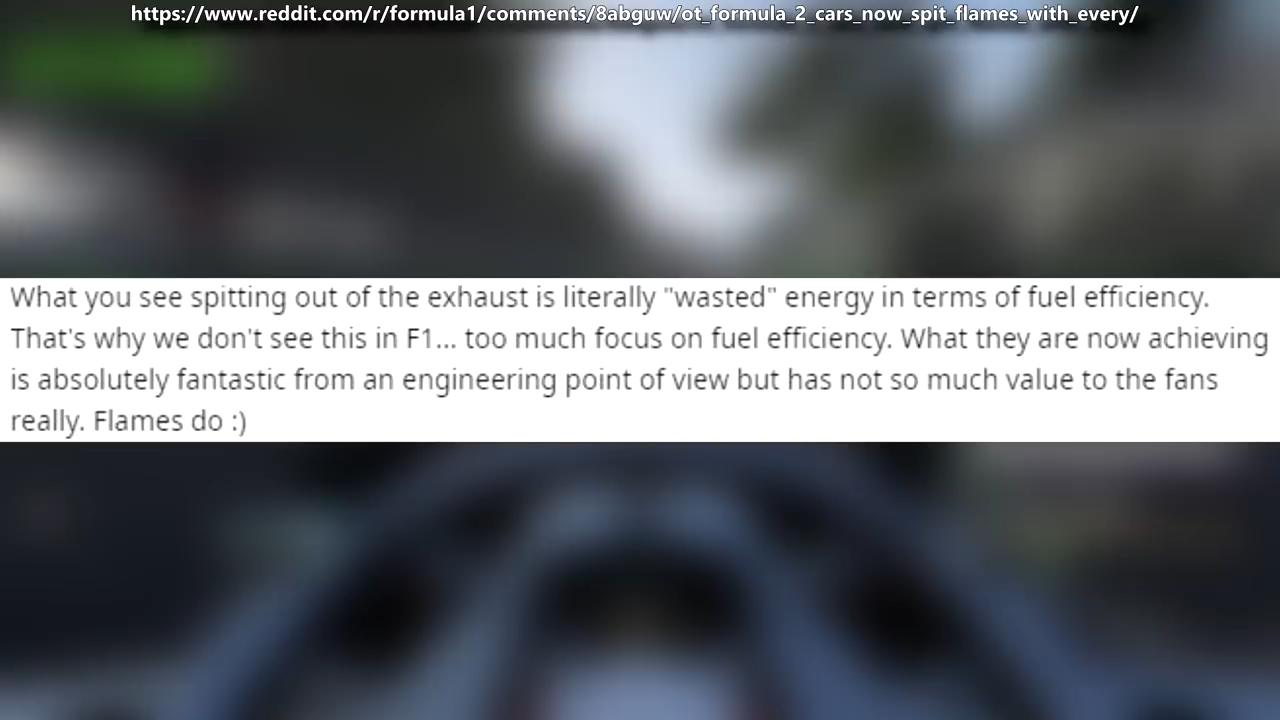 https://www.reddit.com/r/formula1/comments/8abguw/ot_formula_2_cars_now_spit_flames_with_every/
What you see spitting out of the exhaust is literally "wasted" energy in terms of fuel efficiency.
That's why we don't see this in F1... too much focus on fuel efficiency. What they are now achieving
is absolutely fantastic from an engineering point of view but has not so much value to the fans
really. Flames do :)